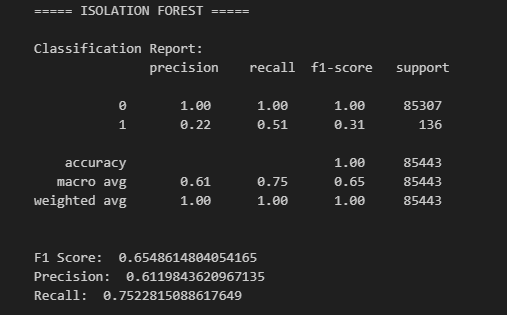 ===== ISOLATION FOREST =====
Classification Report:
precision recall f1-score support
0 1.00 1.00 1.00 85307
1 0.22 0.51 0.31 136
accuracy 1.00 85443
macro avg 0.61 0.75 0.65 85443
weighted avg 1.00 1.00 1.00 85443
F1 Score: 0.6548614804054165
Precision: 0.6119843620967135
Recall: 0.7522815088617649